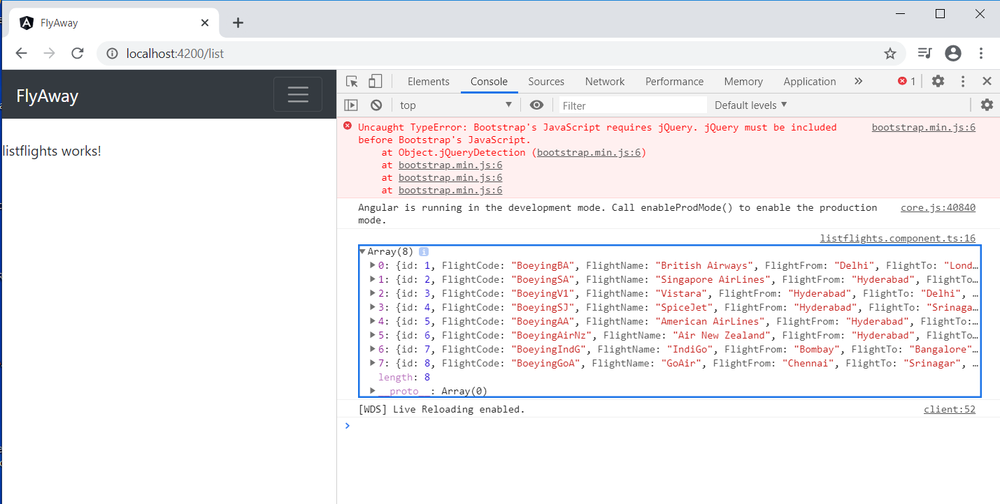 FlyAway
localhost:4200/list
FlyAway
listflights works!
Elements Console Sources Network Performance Memory Application » 1
top Filter Default levels
Uncaught TypeError: Bootstrap's JavaScript requires jQuery. jQuery must be included bootstrap.min.js:6
before Bootstrap's JavaScript.
at Object.jQueryDetection (bootstrap.min.js:6)
at bootstrap.min.js:6
at bootstrap.min.js:6
at bootstrap.min.js:6
Angular is running in the development mode. Call enableProdMode() to enable the production core.js:40840
mode.
listflights.component.ts:16
Array(8) i
0: {id: 1, FlightCode: "BoeyingBA", FlightName: "British Airways", FlightFrom: "Delhi", FlightTo: "Lond…
1: {id: 2, FlightCode: "BoeyingSA", FlightName: "Singapore AirLines", FlightFrom: "Hyderabad", FlightTo…
2: {id: 3, FlightCode: "BoeyingV1", FlightName: "Vistara", FlightFrom: "Hyderabad", FlightTo: "Delhi", …
3: {id: 4, FlightCode: "BoeyingSJ", FlightName: "SpiceJet", FlightFrom: "Hyderabad", FlightTo: "Srinaga…
4: {id: 5, FlightCode: "BoeyingAA", FlightName: "American AirLines", FlightFrom: "Hyderabad", FlightTo:…
5: {id: 6, FlightCode: "BoeyingAirNz", FlightName: "Air New Zealand", FlightFrom: "Hyderabad", FlightTo…
6: {id: 7, FlightCode: "BoeyingIndG", FlightName: "IndiGo", FlightFrom: "Bombay", FlightTo: "Bangalore"…
7: {id: 8, FlightCode: "BoeyingGoA", FlightName: "GoAir", FlightFrom: "Chennai", FlightTo: "Srinagar", …
length: 8
__proto__: Array(0)
[WDS] Live Reloading enabled. client:52